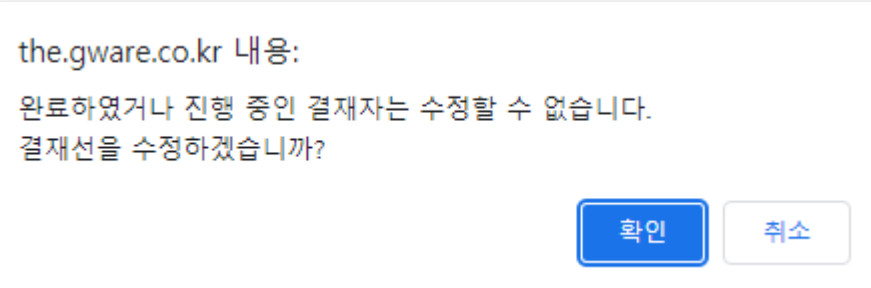 the.gware.co.kr 내용:
완료하였거나 진행 중인 결재자는 수정할 수 없습니다.
결재선을 수정하겠습니까?
확인 취소